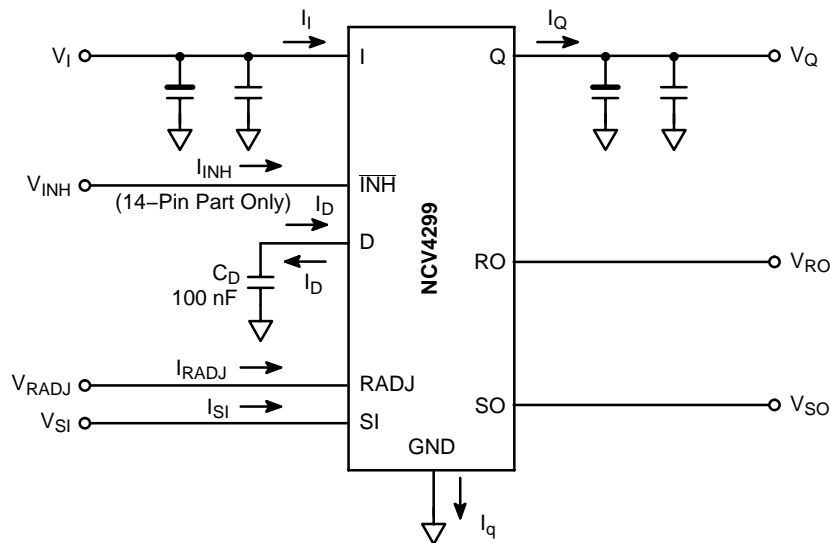 I_I
I_Q
V_I
I
Q
V_Q
I_INH
V_INH
INH
(14–Pin Part Only)
I_D
D
NCV4299
C_D
I_D
100 nF
RO
V_RO
I_RADJ
V_RADJ
RADJ
I_SI
V_SI
SI
SO
V_SO
GND
I_q